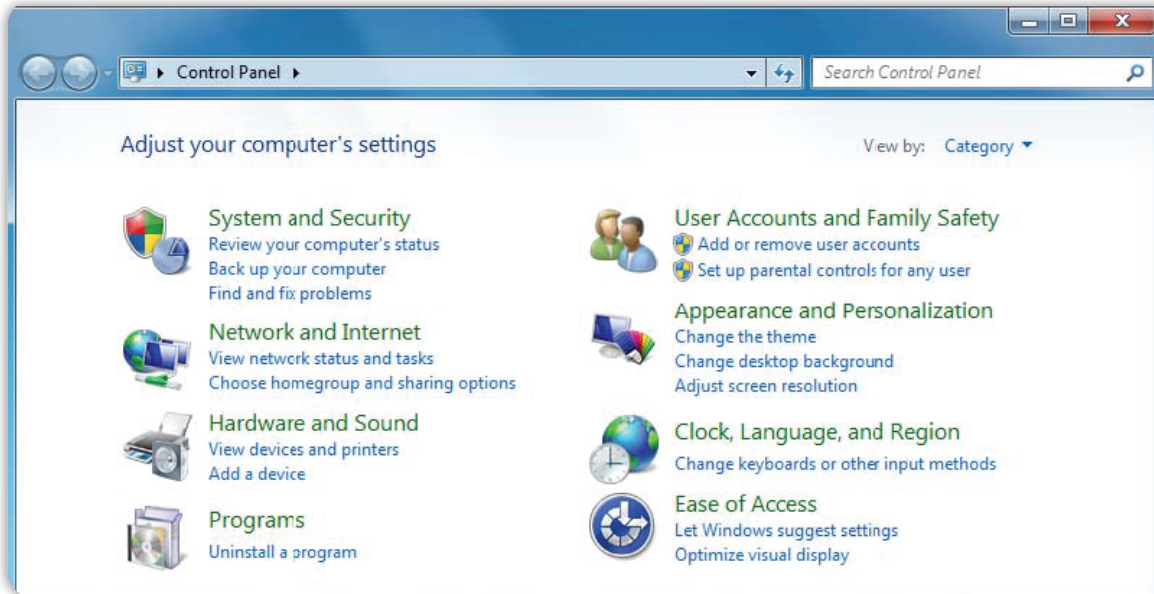 Control Panel
Search Control Panel
Adjust your computer's settings
View by: Category
System and Security
Review your computer's status
Back up your computer
Find and fix problems
Network and Internet
View network status and tasks
Choose homegroup and sharing options
Hardware and Sound
View devices and printers
Add a device
Programs
Uninstall a program
User Accounts and Family Safety
Add or remove user accounts
Set up parental controls for any user
Appearance and Personalization
Change the theme
Change desktop background
Adjust screen resolution
Clock, Language, and Region
Change keyboards or other input methods
Ease of Access
Let Windows suggest settings
Optimize visual display